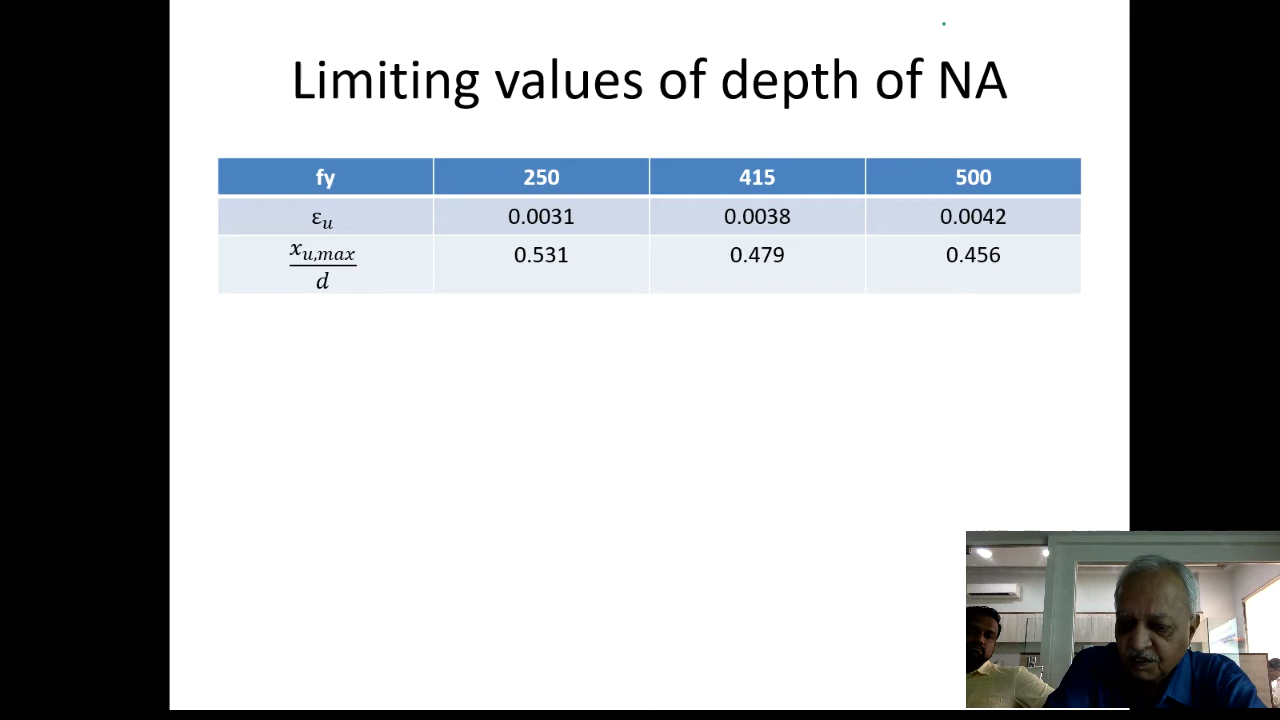 Limiting values of depth of NA
fy 250 415 500
εu 0.0031 0.0038 0.0042
xu,max/d 0.531 0.479 0.456